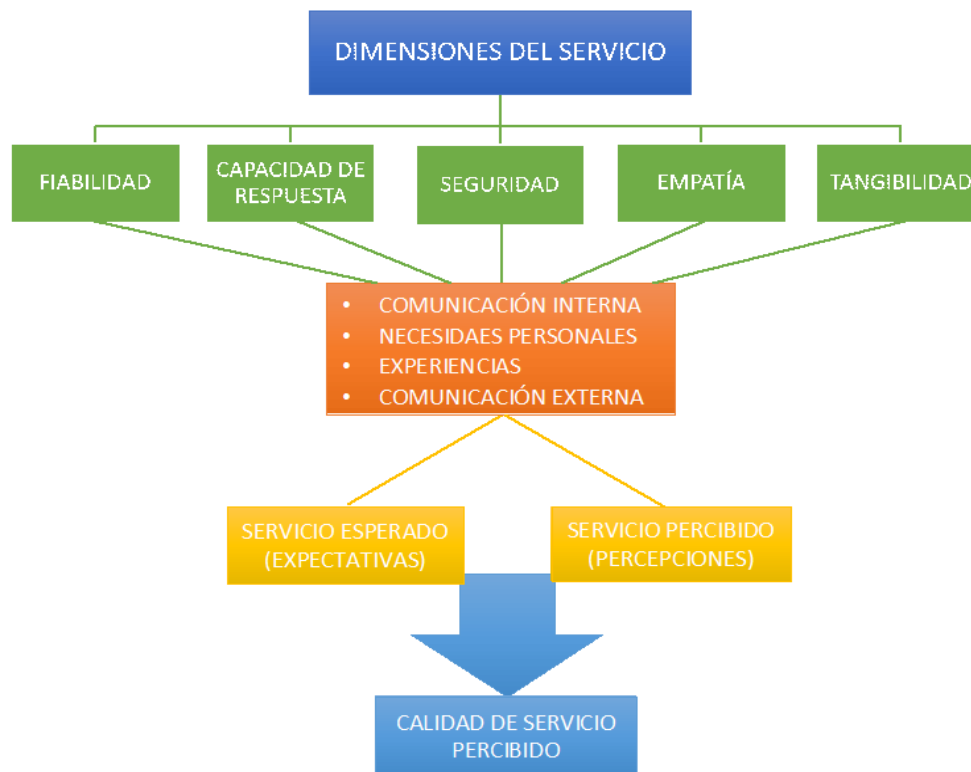 DIMENSIONES DEL SERVICIO
FIABILIDAD
CAPACIDAD DE
RESPUESTA
SEGURIDAD
EMPATÍA
TANGIBILIDAD
• COMUNICACIÓN INTERNA
• NECESIDAES PERSONALES
• EXPERIENCIAS
• COMUNICACIÓN EXTERNA
SERVICIO ESPERADO
(EXPECTATIVAS)
SERVICIO PERCIBIDO
(PERCEPCIONES)
CALIDAD DE SERVICIO
PERCIBIDO